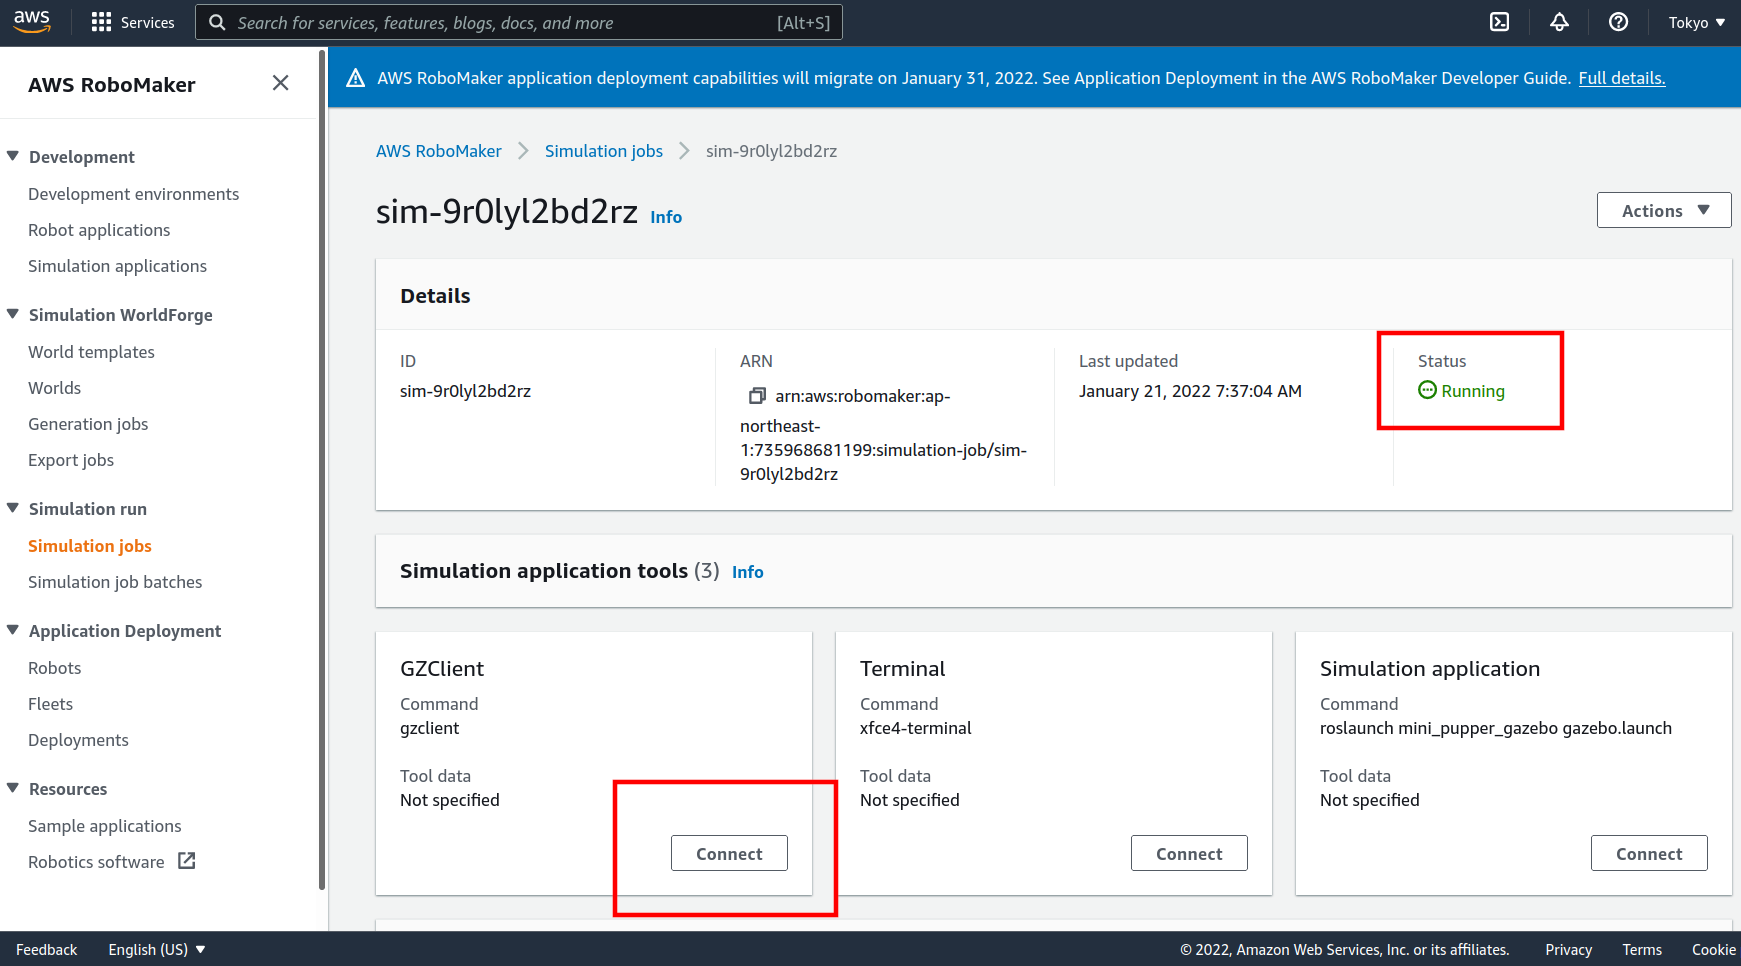 aws
Services
Search for services, features, blogs, docs, and more
[Alt+S]
Tokyo
AWS RoboMaker
Development
Development environments
Robot applications
Simulation applications
Simulation WorldForge
World templates
Worlds
Generation jobs
Export jobs
Simulation run
Simulation jobs
Simulation job batches
Application Deployment
Robots
Fleets
Deployments
Resources
Sample applications
Robotics software
AWS RoboMaker application deployment capabilities will migrate on January 31, 2022. See Application Deployment in the AWS RoboMaker Developer Guide. Full details.
AWS RoboMaker > Simulation jobs > sim-9r0lyl2bd2rz
sim-9r0lyl2bd2rz Info
Actions
Details
ID
sim-9r0lyl2bd2rz
ARN
arn:aws:robomaker:ap-
northeast-
1:735968681199:simulation-job/sim-
9r0lyl2bd2rz
Last updated
January 21, 2022 7:37:04 AM
Status
Running
Simulation application tools (3) Info
GZClient
Command
gzclient
Tool data
Not specified
Connect
Terminal
Command
xfce4-terminal
Tool data
Not specified
Connect
Simulation application
Command
roslaunch mini_pupper_gazebo gazebo.launch
Tool data
Not specified
Connect
Feedback
English (US)
© 2022, Amazon Web Services, Inc. or its affiliates.
Privacy
Terms
Cookie